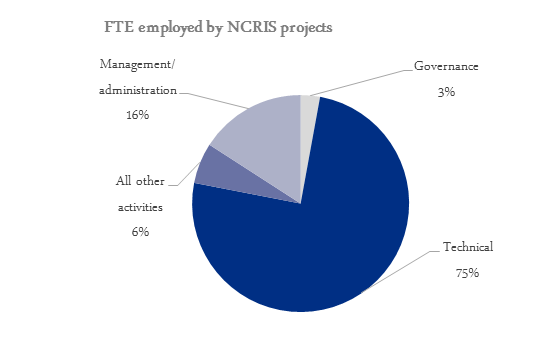 FTE employed by NCRIS projects
Management/
administration
16%
Governance
3%
All other
activities
6%
Technical
75%